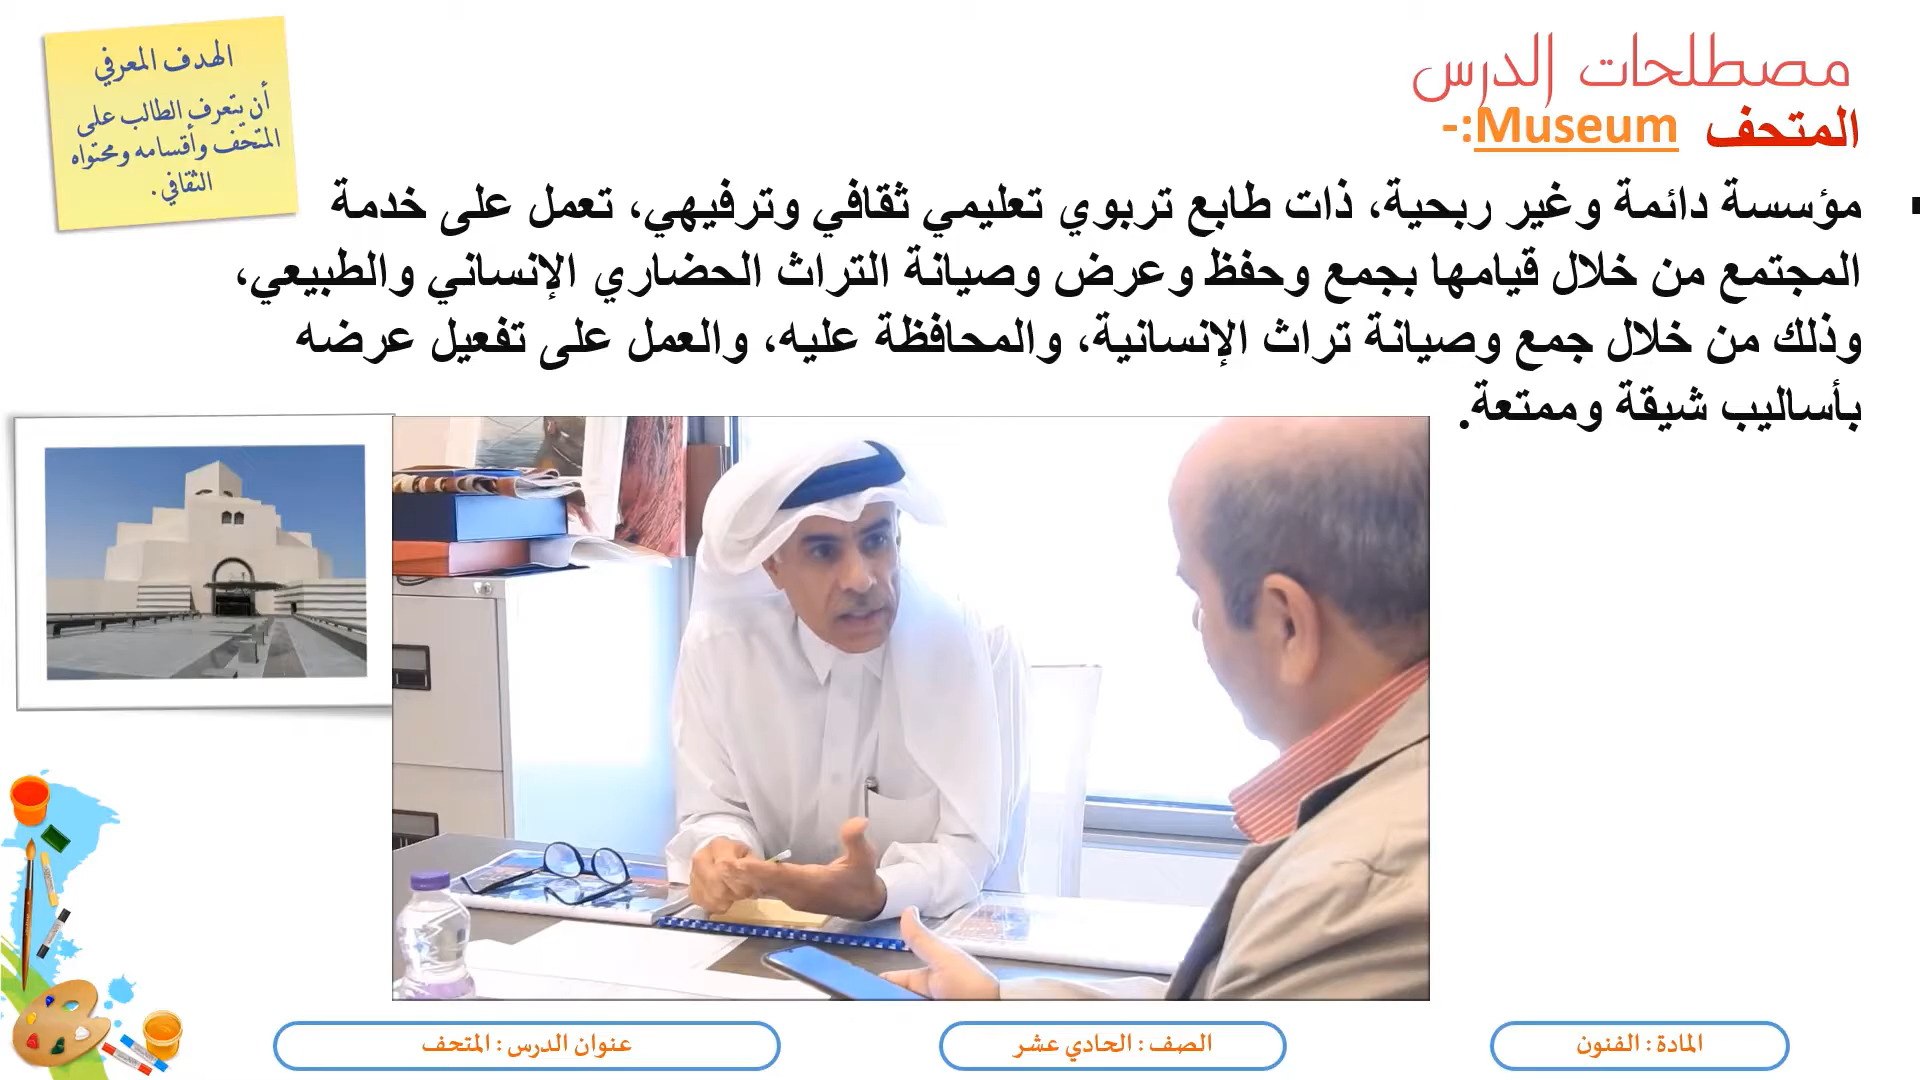 مصطلحات الدرس
المتحف Museum:-
مؤسسة دائمة وغير ربحية، ذات طابع تربوي تعليمي ثقافي وترفيهي، تعمل على خدمة
المجتمع من خلال قيامها بجمع وحفظ وعرض وصيانة التراث الحضاري الإنساني والطبيعي،
وذلك من خلال جمع وصيانة تراث الإنسانية، والمحافظة عليه، والعمل على تفعيل عرضه
بأساليب شيقة وممتعة.
الهدف المعرفي
أن يتعرف الطالب على
المتحف وأقسامه ومحتواه
الثقافي.
المادة : الفنون
الصف : الحادي عشر
عنوان الدرس : المتحف